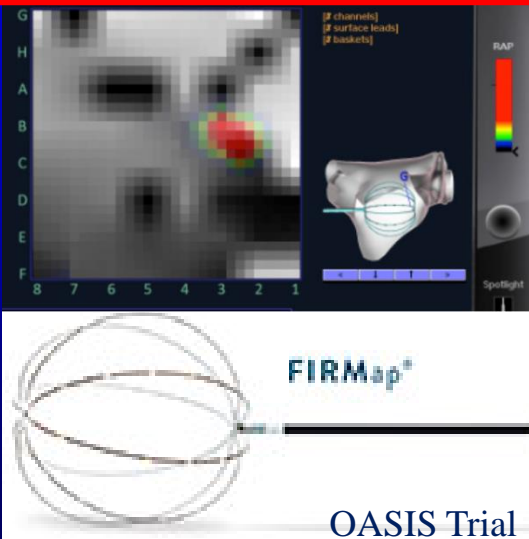 [# channels]
[# surface leads]
[# baskets]
RAP
G
H
A
B
C
D
E
F
8 7 6 5 4 3 2 1
G
< ↓ ↑ >
Spotlight
FIRMap®
OASIS Trial